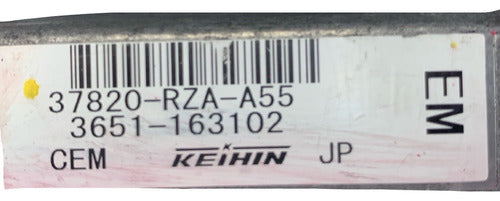 37820-RZA-A55
3651-163102
CEM KEIHIN JP
EM